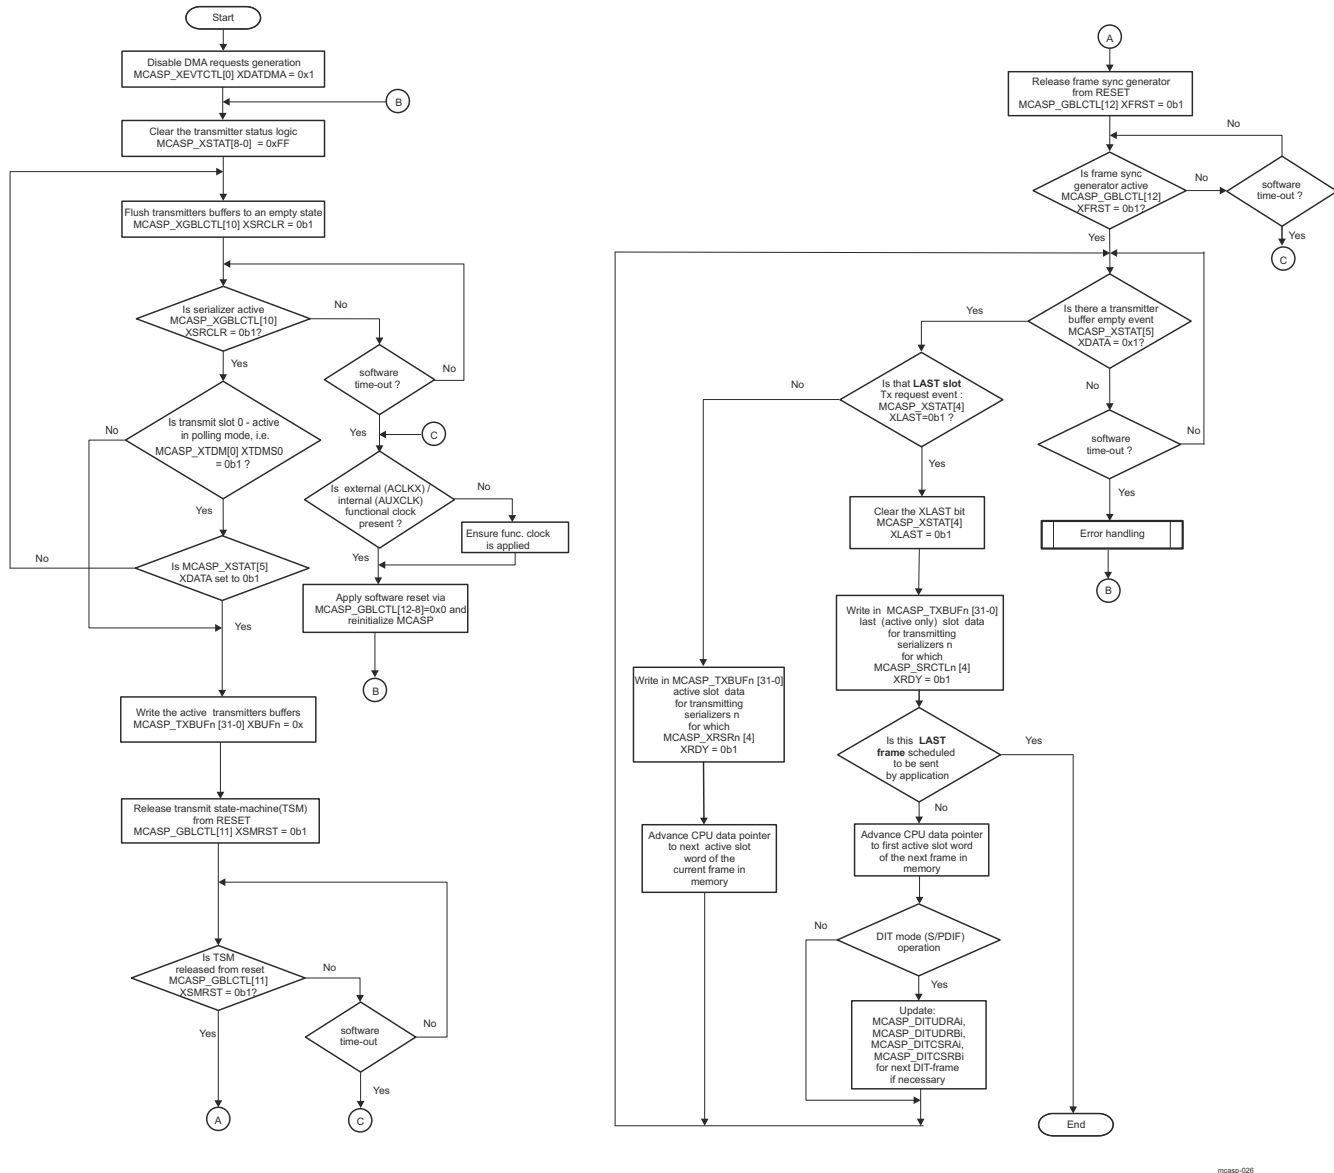 Start
Disable DMA requests generation
MCASP_XEVTCTL[0] XDATDMA = 0x1
B
Clear the transmitter status logic
MCASP_XSTAT[8-0] = 0xFF
Flush transmitters buffers to an empty state
MCASP_XGBLCTL[10] XSRCLR = 0b1
Is serializer active
MCASP_XGBLCTL[10]
XSRCLR = 0b1?
No
Yes
software
time-out ?
No
Is transmit slot 0 - active
in polling mode, i.e.
MCASP_XTDM[0] XTDMS0
= 0b1 ?
No
Yes
Yes
C
Is external (ACLKX) /
internal (AUXCLK)
functional clock
present ?
No
Ensure func. clock
is applied
Yes
Is MCASP_XSTAT[5]
XDATA set to 0b1
No
Yes
Apply software reset via
MCASP_GBLCTL[12-8]=0x0 and
reinitialize MCASP
B
Write the active transmitters buffers
MCASP_TXBUFn [31-0] XBUFn = 0x
Release transmit state-machine(TSM)
from RESET
MCASP_GBLCTL[11] XSMRST = 0b1
Is TSM
released from reset
MCASP_GBLCTL[11]
XSMRST = 0b1?
No
Yes
software
time-out
No
Yes
A
C
A
Release frame sync generator
from RESET
MCASP_GBLCTL[12] XFRST = 0b1
No
Is frame sync
generator active
MCASP_GBLCTL[12]
XFRST = 0b1?
No
software
time-out ?
Yes
Yes
C
Is there a transmitter
buffer empty event
MCASP_XSTAT[5]
XDATA = 0x1?
Yes
No
Is that LAST slot
Tx request event :
MCASP_XSTAT[4]
XLAST=0b1 ?
No
Yes
software
time-out ?
No
Yes
Error handling
B
Clear the XLAST bit
MCASP_XSTAT[4]
XLAST = 0b1
Write in MCASP_TXBUFn [31-0]
last (active only) slot data
for transmitting
serializers n
for which
MCASP_SRCTLn [4]
XRDY = 0b1
Write in MCASP_TXBUFn [31-0]
active slot data
for transmitting
serializers n
for which
MCASP_XRSRn [4]
XRDY = 0b1
Is this LAST
frame scheduled
to be sent
by application
Yes
No
Advance CPU data pointer
to next active slot
word of the
current frame in
memory
Advance CPU data pointer
to first active slot word
of the next frame in
memory
DIT mode (S/PDIF)
operation
No
Yes
Update:
MCASP_DITUDRAi,
MCASP_DITUDRBi,
MCASP_DITCSRAi,
MCASP_DITCSRBi
for next DIT-frame
if necessary
End
mcasp-026